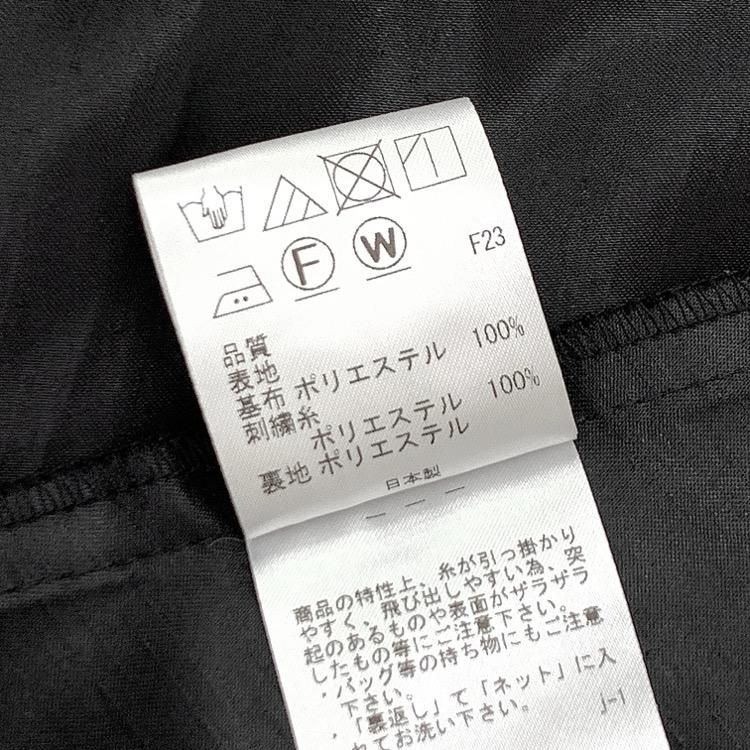 F W F23
品質
表地
基布 ポリエステル 100%
刺繍糸
ポリエステル 100%
裏地 ポリエステル
日本製
商品の特性上、糸が引っ掛かり
やすく、飛び出しやすい為、突
起のあるものや表面がザラザラ
したもの等にご注意下さい。
・バッグ等の持ち物にもご注意
下さい。
・「裏返し」て「ネット」に入
れてお洗い下さい。
J-1